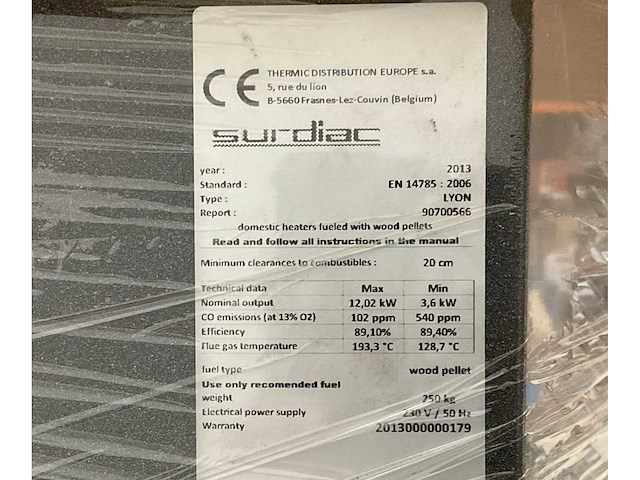 CE THERMIC DISTRIBUTION EUROPE s.a.
5, rue du lion
B-5660 Frasnes-Lez-Couvin (Belgium)
surdiac
year : 2013
Standard : EN 14785 : 2006
Type : LYON
Report : 90700566
domestic heaters fueled with wood pellets
Read and follow all instructions in the manual
Minimum clearances to combustibles : 20 cm
Technical data Max Min
Nominal output 12,02 kW 3,6 kW
CO emissions (at 13% O2) 102 ppm 540 ppm
Efficiency 89,10% 89,40%
Flue gas temperature 193,3 °C 128,7 °C
fuel type wood pellet
Use only recomended fuel
weight 250 kg
Electrical power supply 230 V / 50 Hz
Warranty 2013000000179